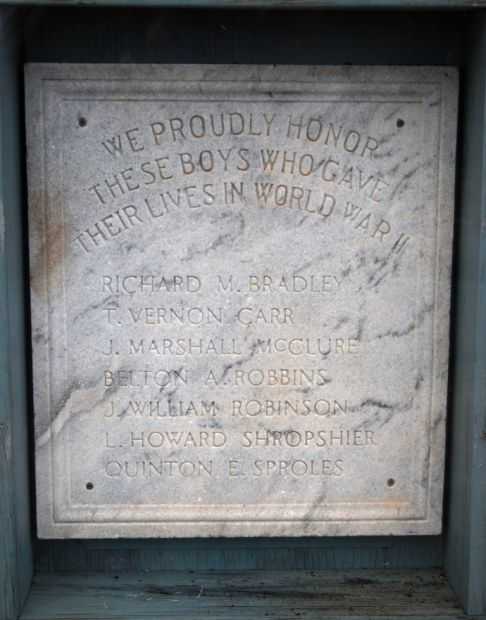 WE PROUDLY HONOR
THESE BOYS WHO GAVE
THEIR LIVES IN WORLD WAR II
RICHARD M. BRADLEY
T. VERNON CARR
J. MARSHALL McCLURE
BELTON A. ROBBINS
J. WILLIAM ROBINSON
L. HOWARD SHROPSHIER
QUINTON E. SPROLES